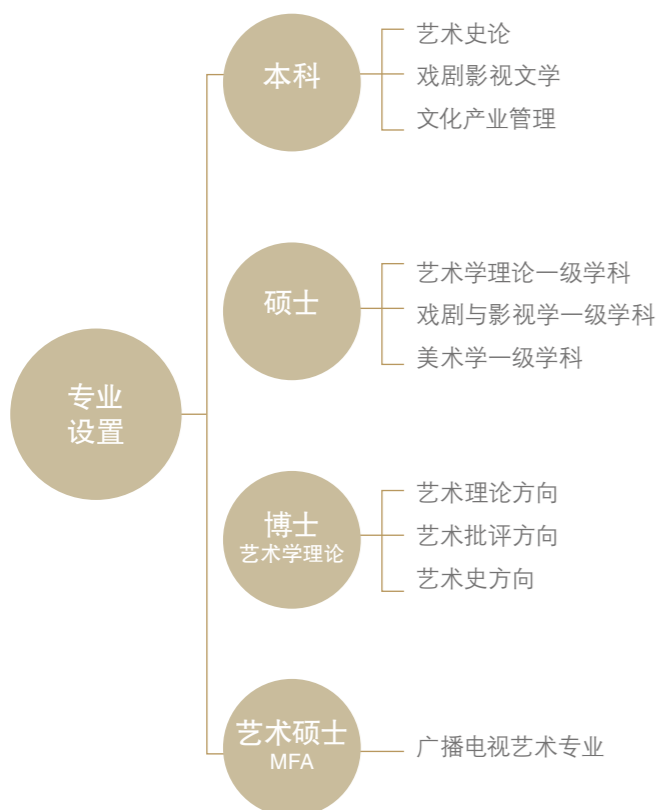 本科
艺术史论
戏剧影视文学
文化产业管理
硕士
艺术学理论一级学科
戏剧与影视学一级学科
美术学一级学科
专业
设置
博士
艺术学理论
艺术理论方向
艺术批评方向
艺术史方向
艺术硕士
MFA
广播电视艺术专业